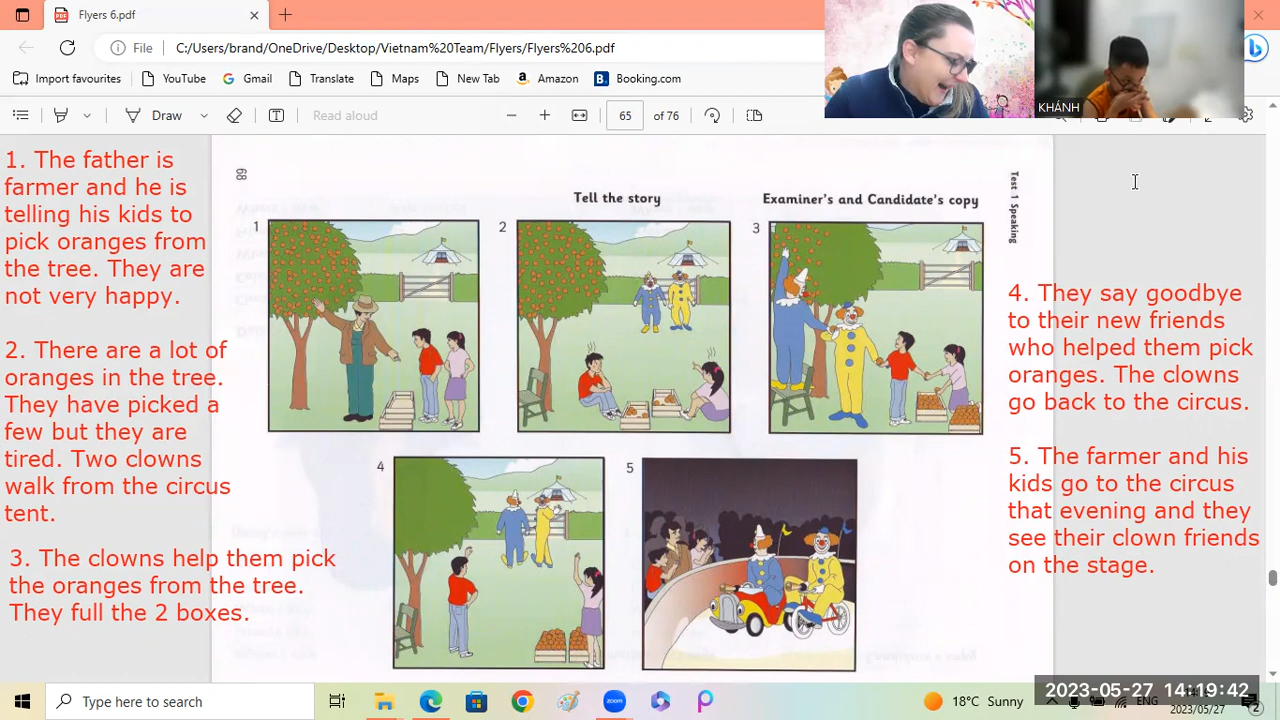 Flyers 6.pdf
File
C:/Users/brand/OneDrive/Desktop/Vietnam%20Team/Flyers/Flyers%206.pdf
Import favourites
YouTube
Gmail
Translate
Maps
New Tab
Amazon
Booking.com
KHÁNH
Draw
Read aloud
65
of 76
68
Tell the story
Examiner's and Candidate's copy
Test 1 Speaking
1
2
3
4
5
1. The father is
farmer and he is
telling his kids to
pick oranges from
the tree. They are
not very happy.
2. There are a lot of
oranges in the tree.
They have picked a
few but they are
tired. Two clowns
walk from the circus
tent.
3. The clowns help them pick
the oranges from the tree.
They full the 2 boxes.
4. They say goodbye
to their new friends
who helped them pick
oranges. The clowns
go back to the circus.
5. The farmer and his
kids go to the circus
that evening and they
see their clown friends
on the stage.
Type here to search
18°C Sunny
ENG
2023-05-27 14:19:42
2023/05/27